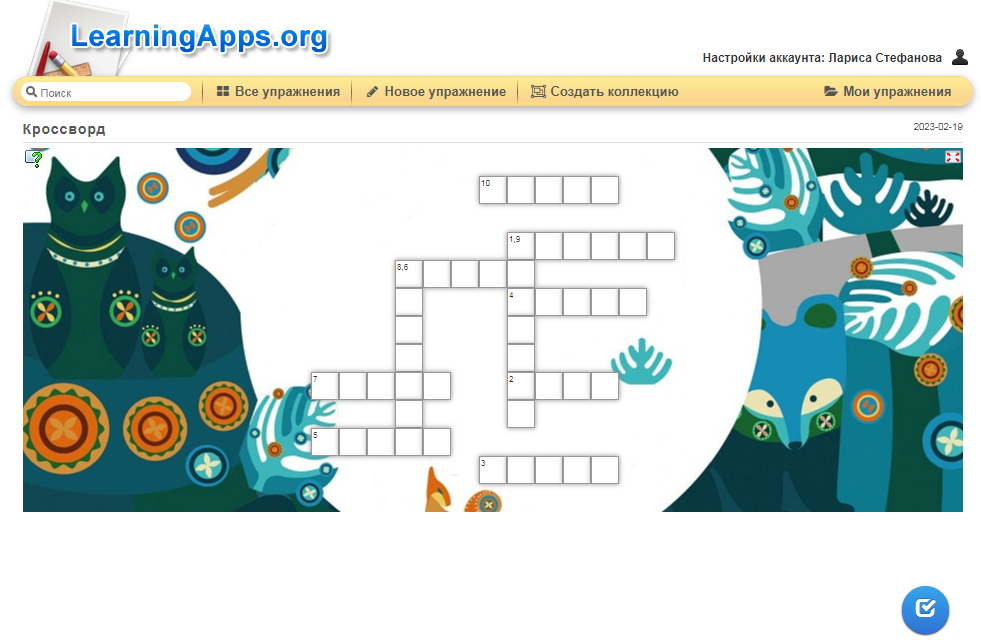 LearningApps.org
Настройки аккаунта: Лариса Стефанова
Поиск
Все упражнения
Новое упражнение
Создать коллекцию
Мои упражнения
Кроссворд
2023-02-19
?
10
1,9
8,6
4
7
2
5
3